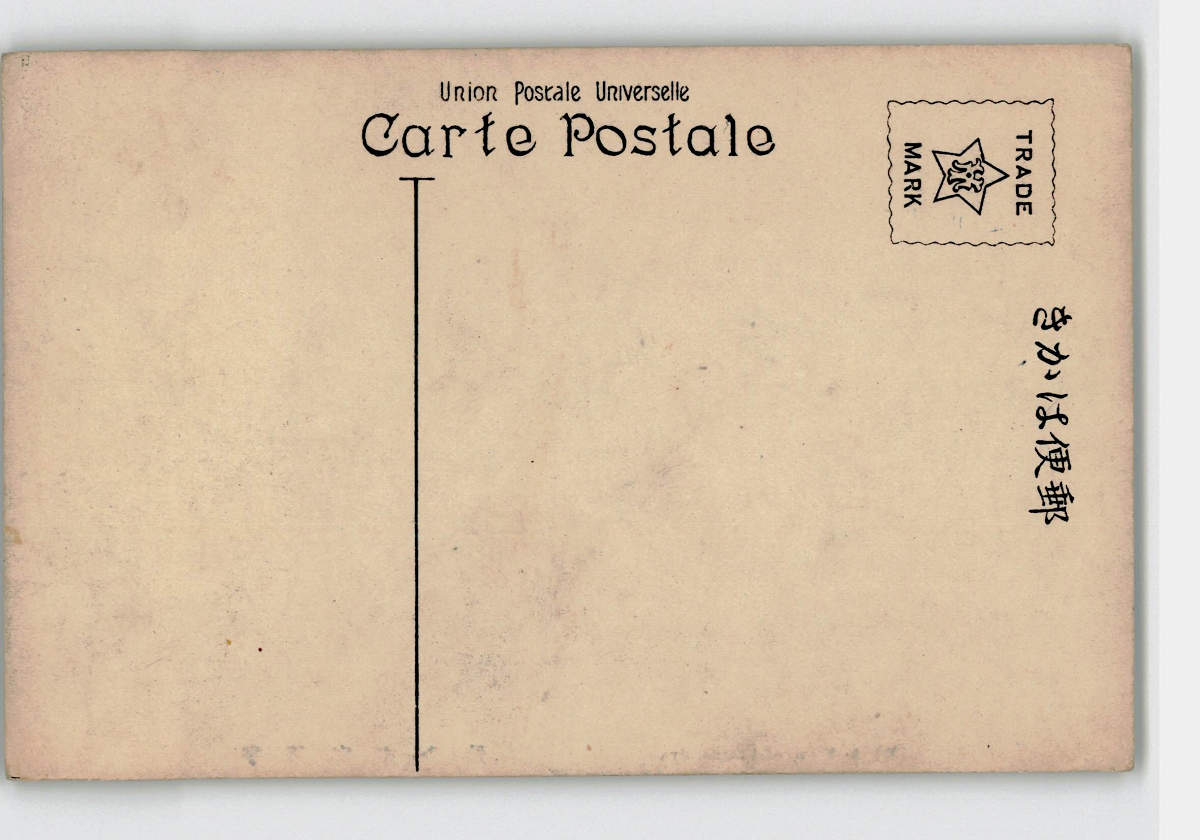 Union Postale Universelle
Carte Postale
TRADE
MARK
きかは便郵